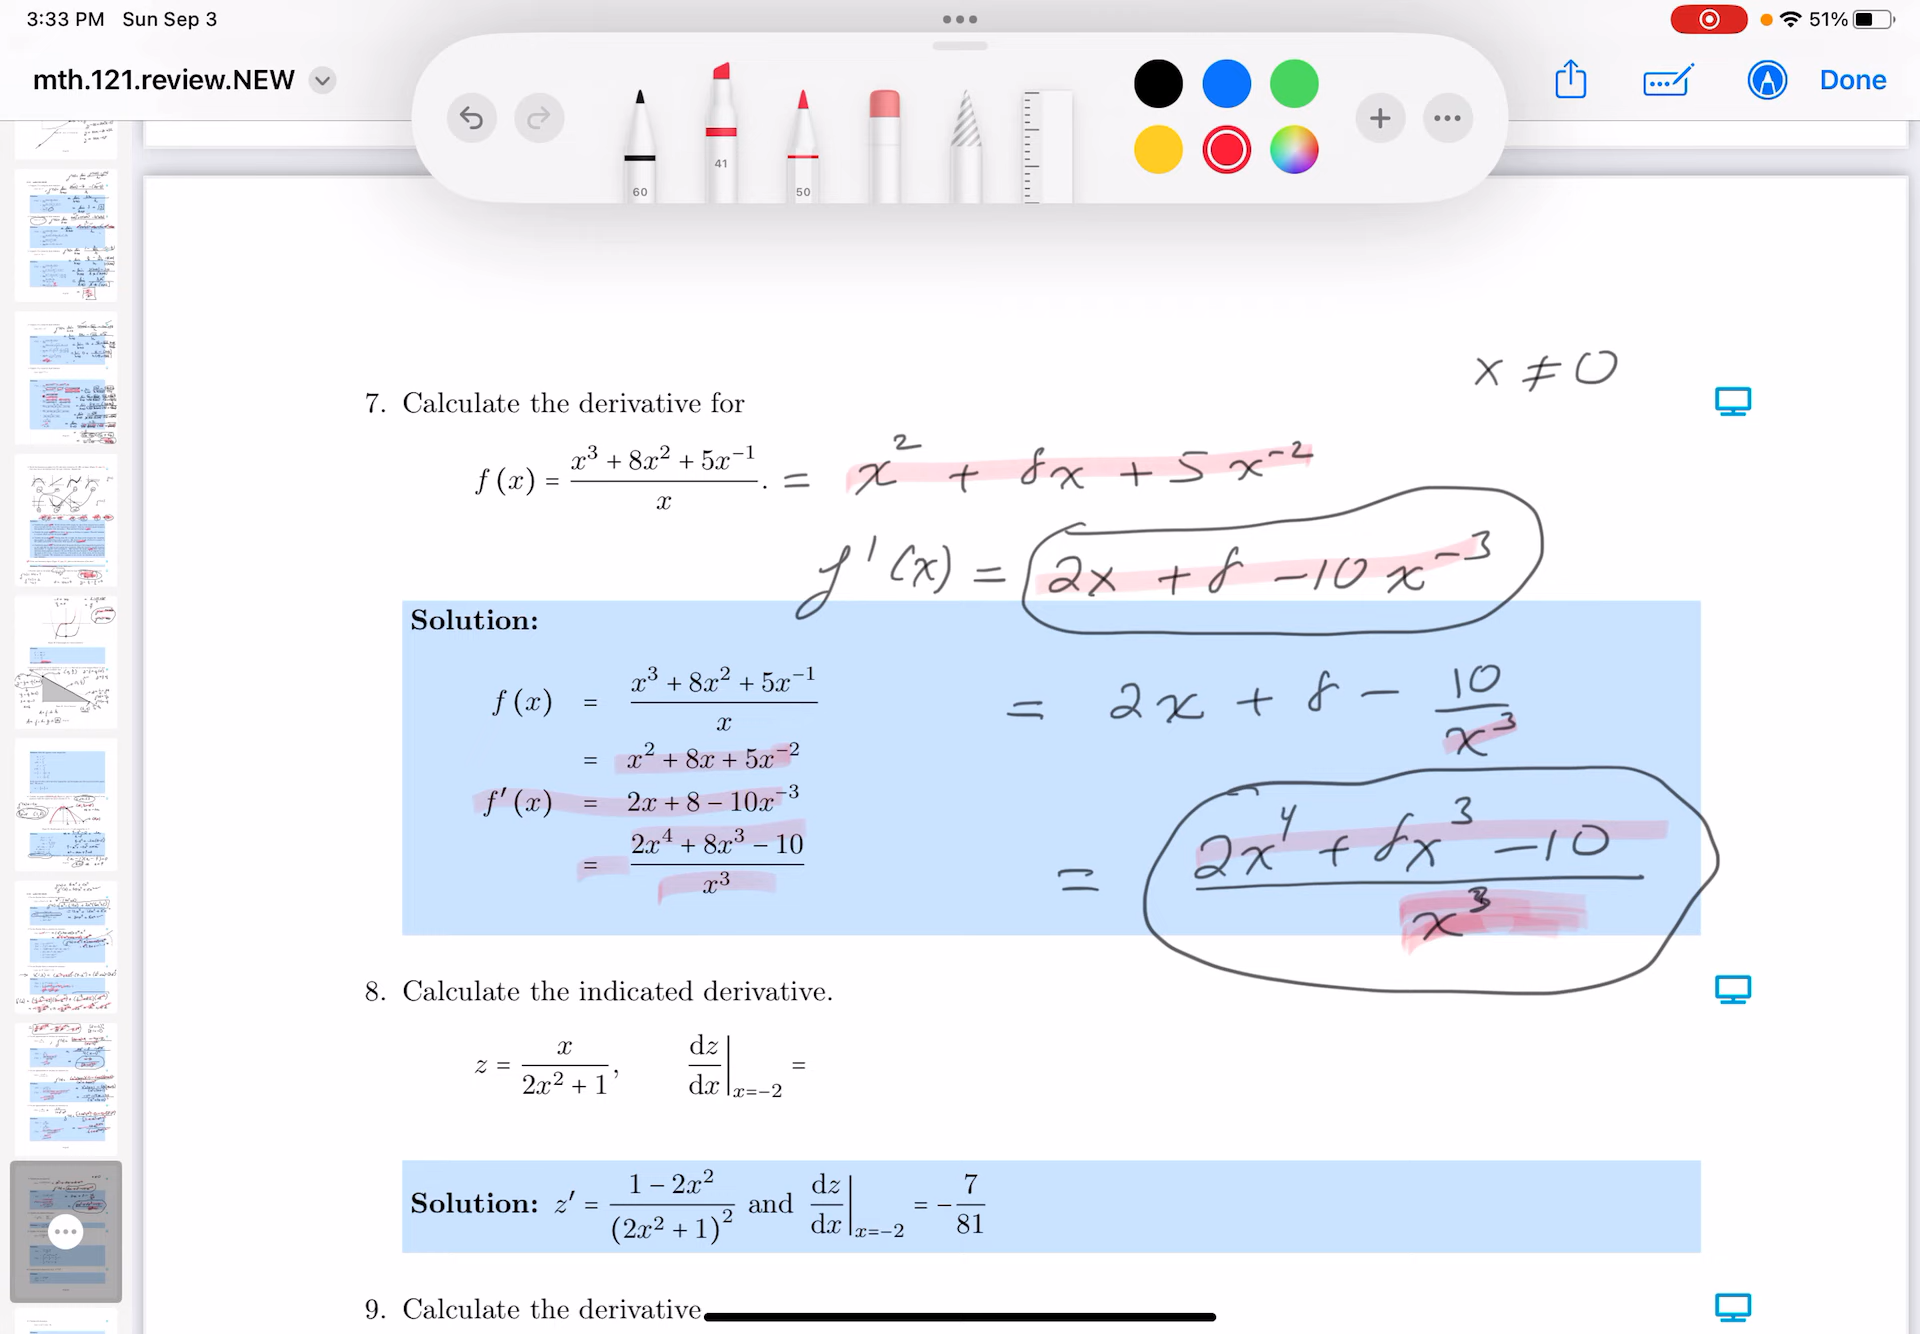 3:33 PM Sun Sep 3
51%
mth.121.review.NEW
Done
60
41
50
x ≠ 0
7. Calculate the derivative for
f (x) = (x³ + 8x² + 5x⁻¹)/x. = x² + 8x + 5x⁻²
f'(x) = 2x + 8 − 10x⁻³
Solution:
f (x) = (x³ + 8x² + 5x⁻¹)/x
= 2x + 8 − 10/x³
= x² + 8x + 5x⁻²
f′(x) = 2x + 8 − 10x⁻³
= (2x⁴ + 8x³ − 10)/x³
= (2x⁴ + 8x³ − 10)/x³
8. Calculate the indicated derivative.
z = x/(2x² + 1), dz/dx|x=−2 =
Solution: z′ = (1 − 2x²)/(2x² + 1)² and dz/dx|x=−2 = −7/81
9. Calculate the derivative